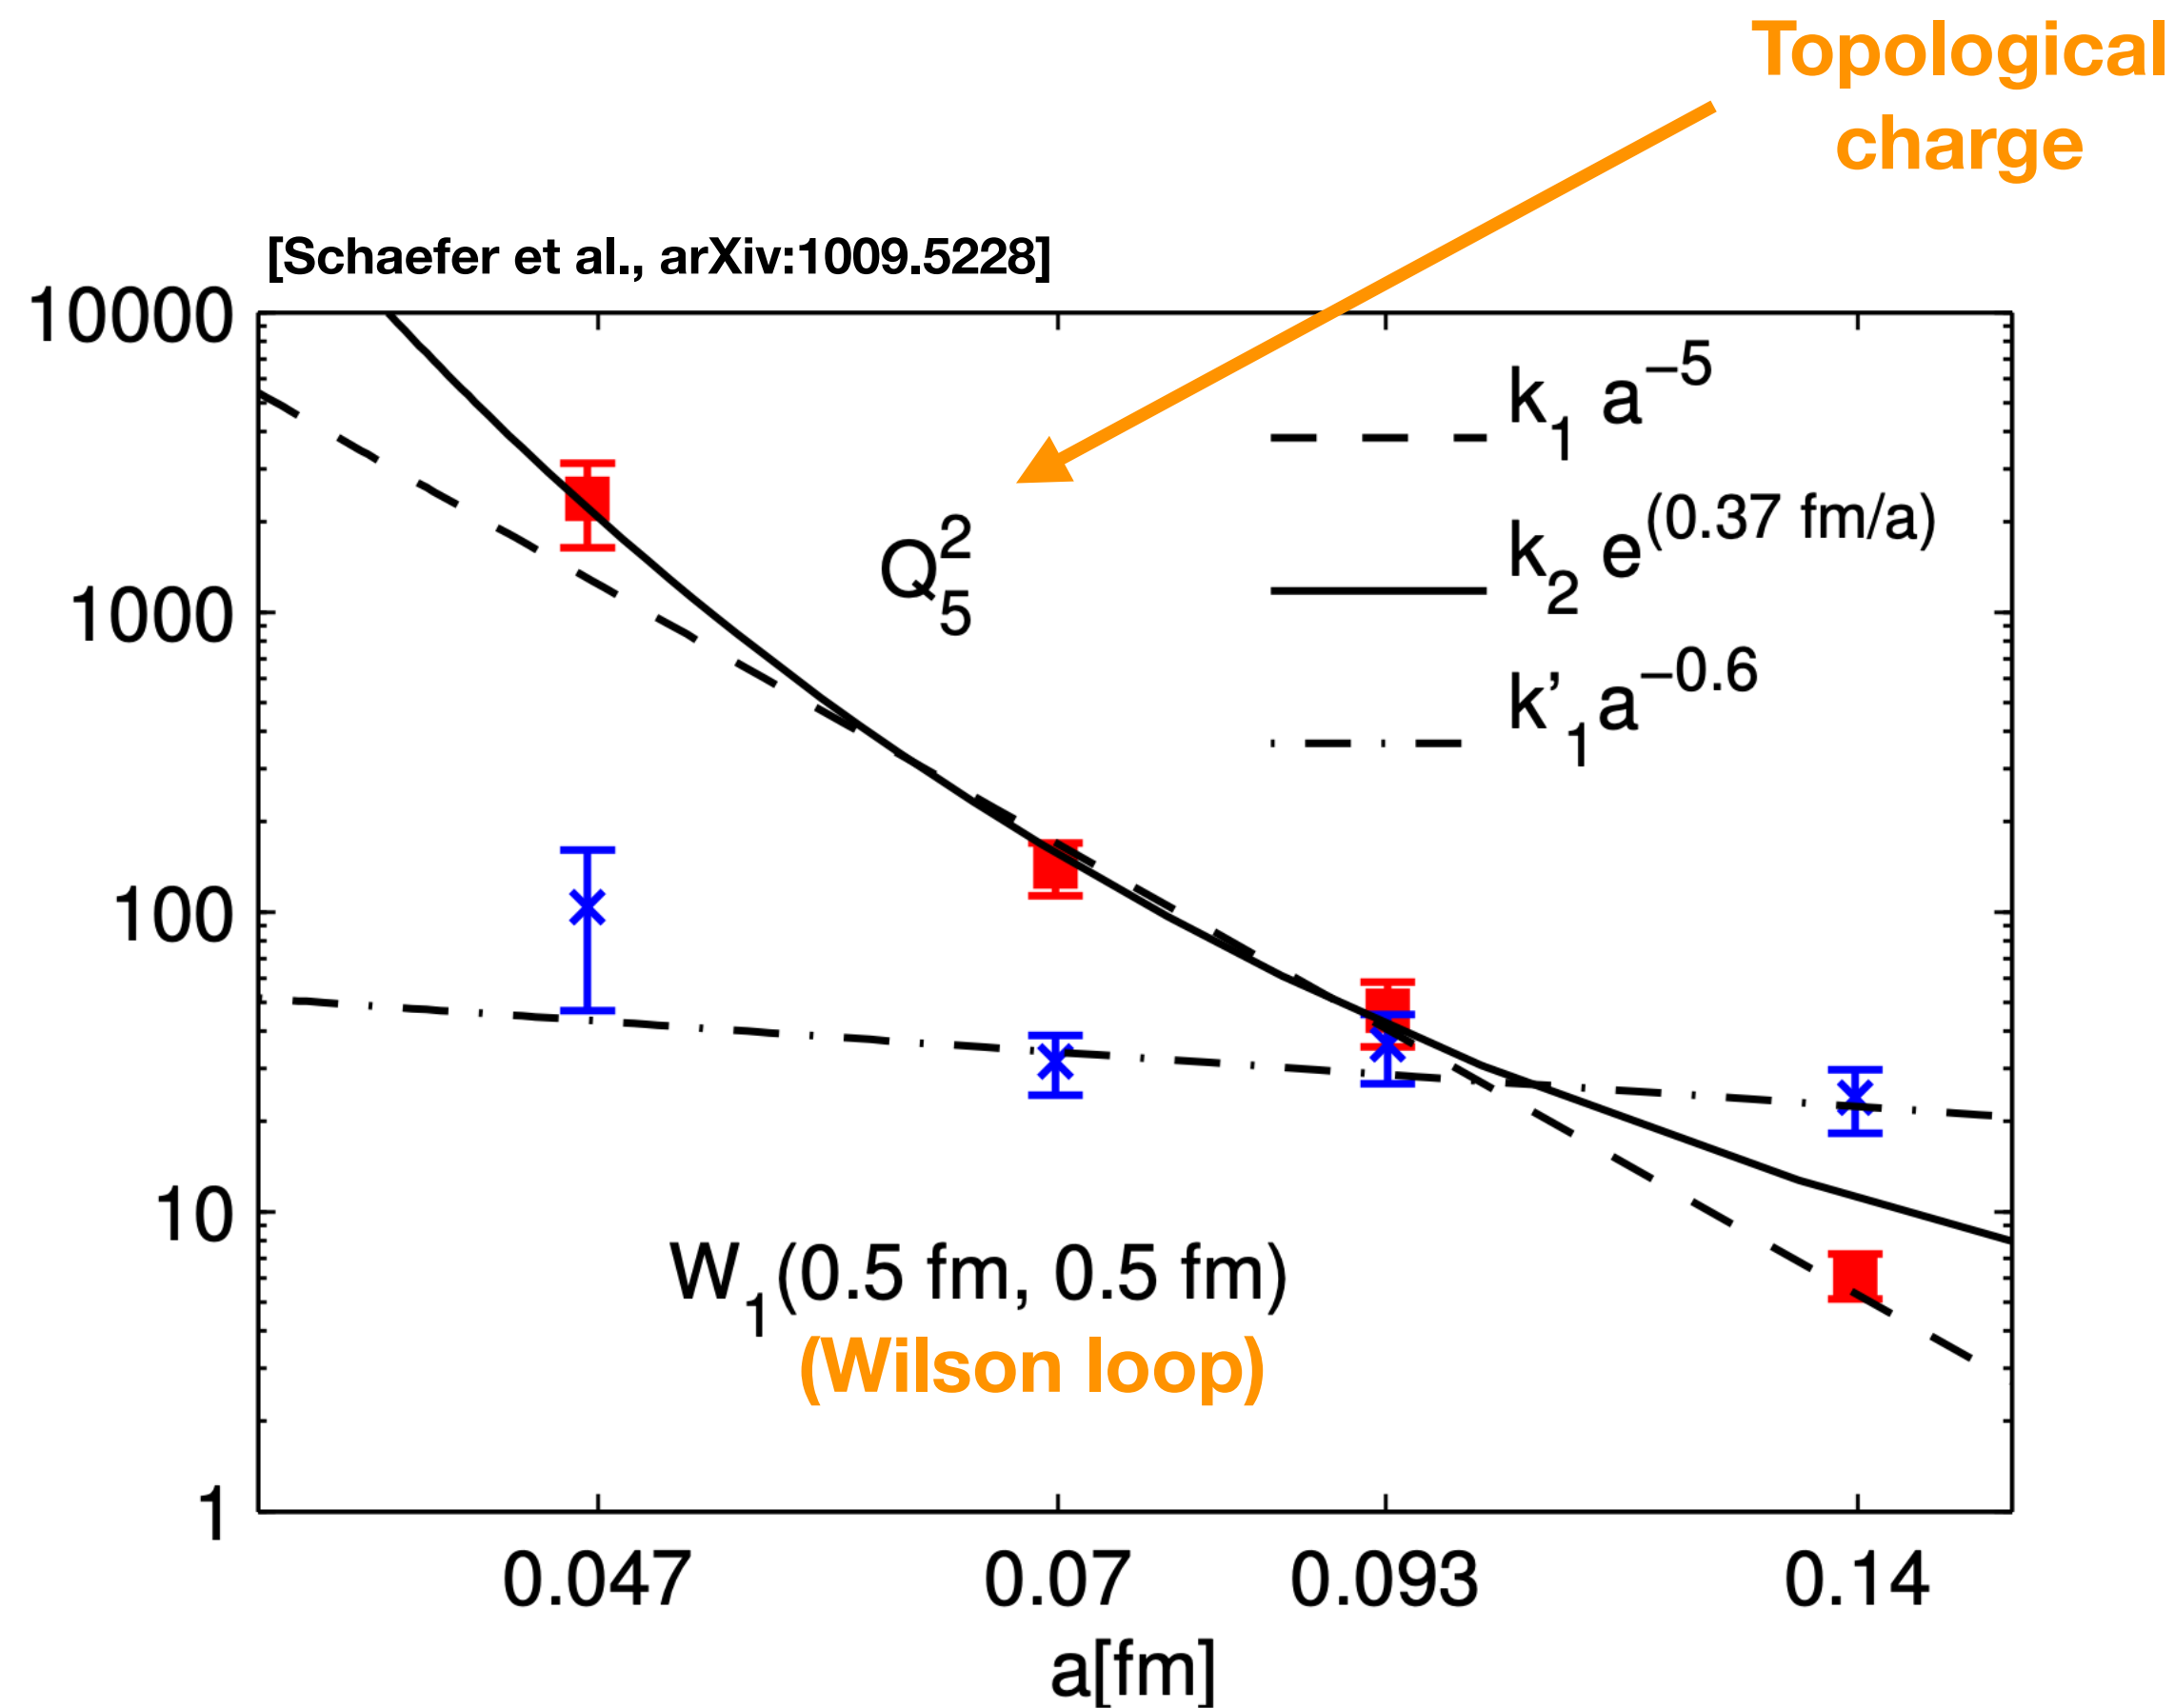 Topological
charge
[Schaefer et al., arXiv:1009.5228]
10000
1000
100
10
1
k₁ a⁻⁵
k₂ e^(0.37 fm/a)
k'₁a^−0.6
Q₅²
W₁(0.5 fm, 0.5 fm)
(Wilson loop)
0.047 0.07 0.093 0.14
a[fm]